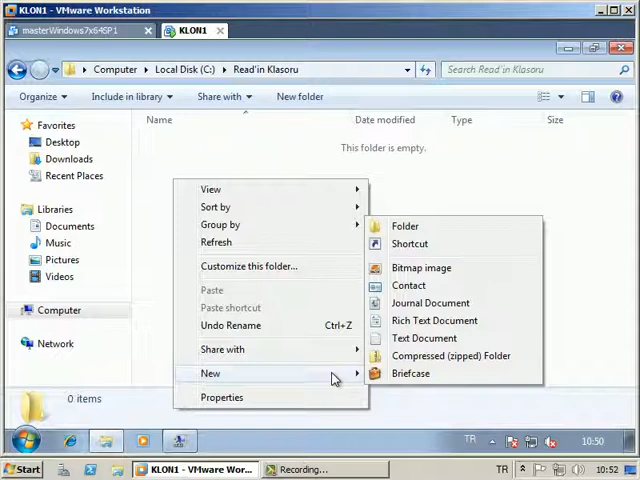 KLON1 - VMware Workstation
masterWindows7x64SP1
KLON1
Computer
Local Disk (C:)
Read'in Klasoru
Search Read'in Klasoru
Organize
Include in library
Share with
New folder
Favorites
Desktop
Downloads
Recent Places
Libraries
Documents
Music
Pictures
Videos
Computer
Network
Name
Date modified
Type
Size
This folder is empty.
View
Sort by
Group by
Refresh
Customize this folder...
Paste
Paste shortcut
Undo Rename Ctrl+Z
Share with
New
Properties
Folder
Shortcut
Bitmap image
Contact
Journal Document
Rich Text Document
Text Document
Compressed (zipped) Folder
Briefcase
0 items
TR
10:50
Start
KLON1 - VMware Wor...
Recording...
TR
10:52